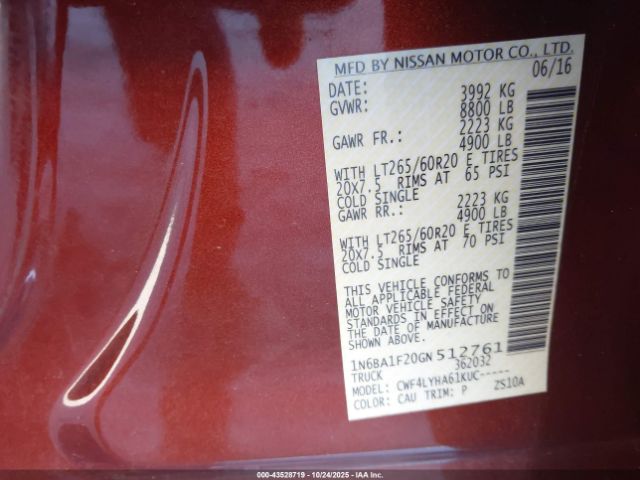 MFD BY NISSAN MOTOR CO., LTD.
DATE: 06/16
GVWR: 3992 KG
8800 LB
GAWR FR.: 2223 KG
4900 LB
WITH LT265/60R20 E TIRES
20X7.5 RIMS AT 65 PSI
COLD SINGLE
GAWR RR.: 2223 KG
4900 LB
WITH LT265/60R20 E TIRES
20X7.5 RIMS AT 70 PSI
COLD SINGLE
THIS VEHICLE CONFORMS TO
ALL APPLICABLE FEDERAL
MOTOR VEHICLE SAFETY
STANDARDS IN EFFECT ON
THE DATE OF MANUFACTURE
SHOWN ABOVE.
1N6BA1F20GN512761
TRUCK 362032
MODEL: CWF4LYHA61KUC-----
COLOR: CAU TRIM: P ZS10A
000-43528719 - 10/24/2025 - IAA Inc.